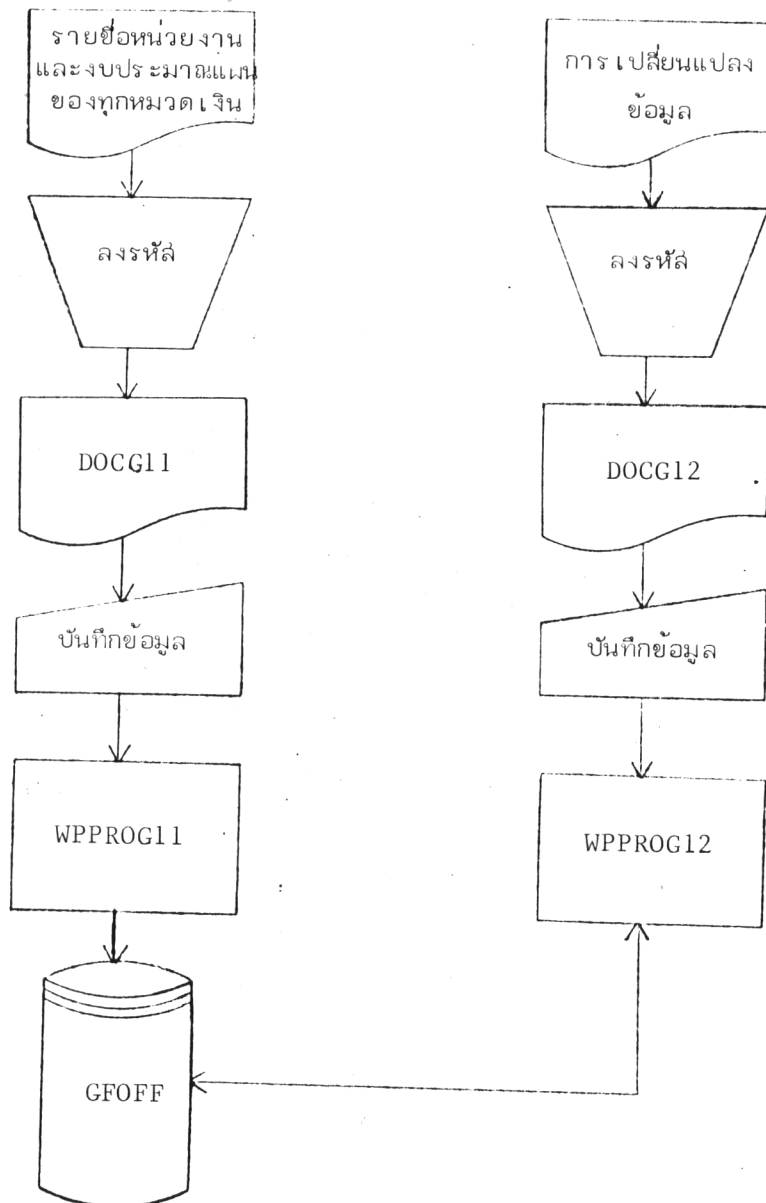 รายชื่อหน่วยงาน
และงบประมาณแผน
ของทุกหมวดเงิน
ลงรหัส
DOCG11
บันทึกข้อมูล
WPPROG11
GFOFF
การเปลี่ยนแปลง
ข้อมูล
ลงรหัส
DOCG12
บันทึกข้อมูล
WPPROG12